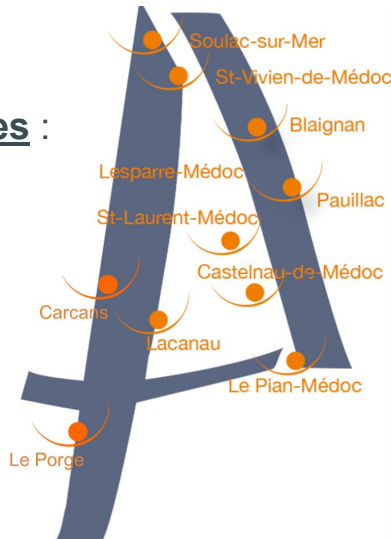 Soulac-sur-Mer
St-Vivien-de-Médoc
es :
Blaignan
Lesparre-Médoc
Pauillac
St-Laurent-Médoc
Castelnau-de-Médoc
Carcans
Lacanau
Le Pian-Médoc
Le Porge